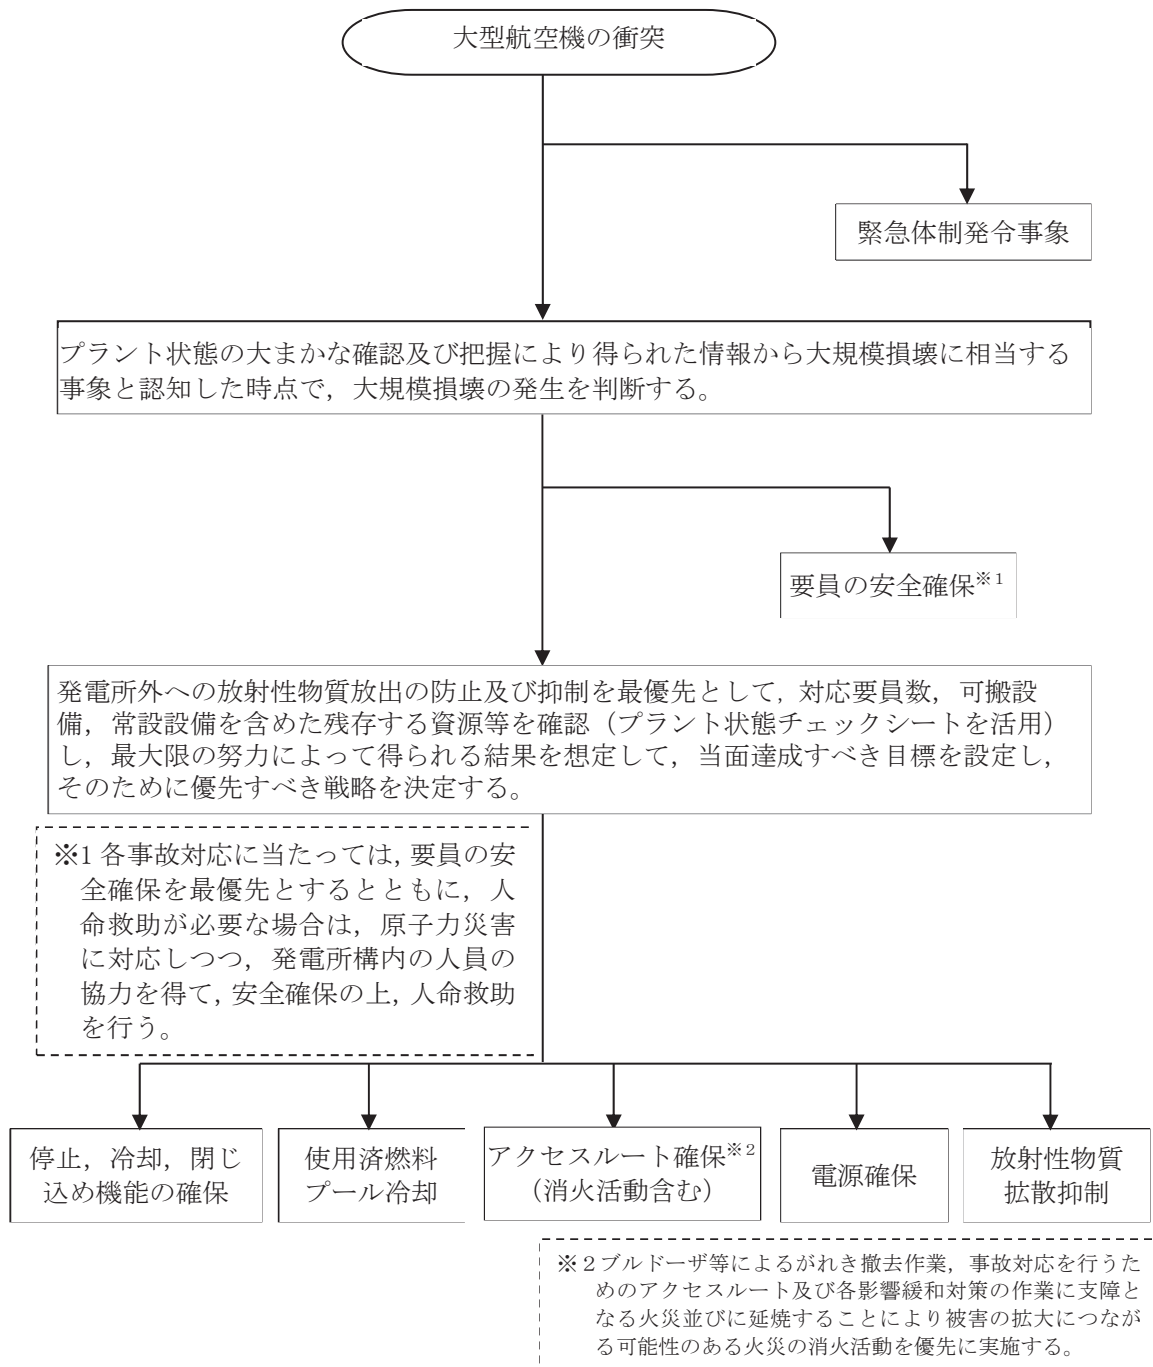 大型航空機の衝突
緊急体制発令事象
プラント状態の大まかな確認及び把握により得られた情報から大規模損壊に相当する
事象と認知した時点で，大規模損壊の発生を判断する。
要員の安全確保※1
発電所外への放射性物質放出の防止及び抑制を最優先として，対応要員数，可搬設
備，常設設備を含めた残存する資源等を確認（プラント状態チェックシートを活用）
し，最大限の努力によって得られる結果を想定して，当面達成すべき目標を設定し，
そのために優先すべき戦略を決定する。
※1 各事故対応に当たっては，要員の安
全確保を最優先とするとともに，人
命救助が必要な場合は，原子力災害
に対応しつつ，発電所構内の人員の
協力を得て，安全確保の上，人命救助
を行う。
停止，冷却，閉じ
込め機能の確保
使用済燃料
プール冷却
アクセスルート確保※2
（消火活動含む）
電源確保
放射性物質
拡散抑制
※２ブルドーザ等によるがれき撤去作業，事故対応を行うた
めのアクセスルート及び各影響緩和対策の作業に支障と
なる火災並びに延焼することにより被害の拡大につなが
る可能性のある火災の消火活動を優先に実施する。